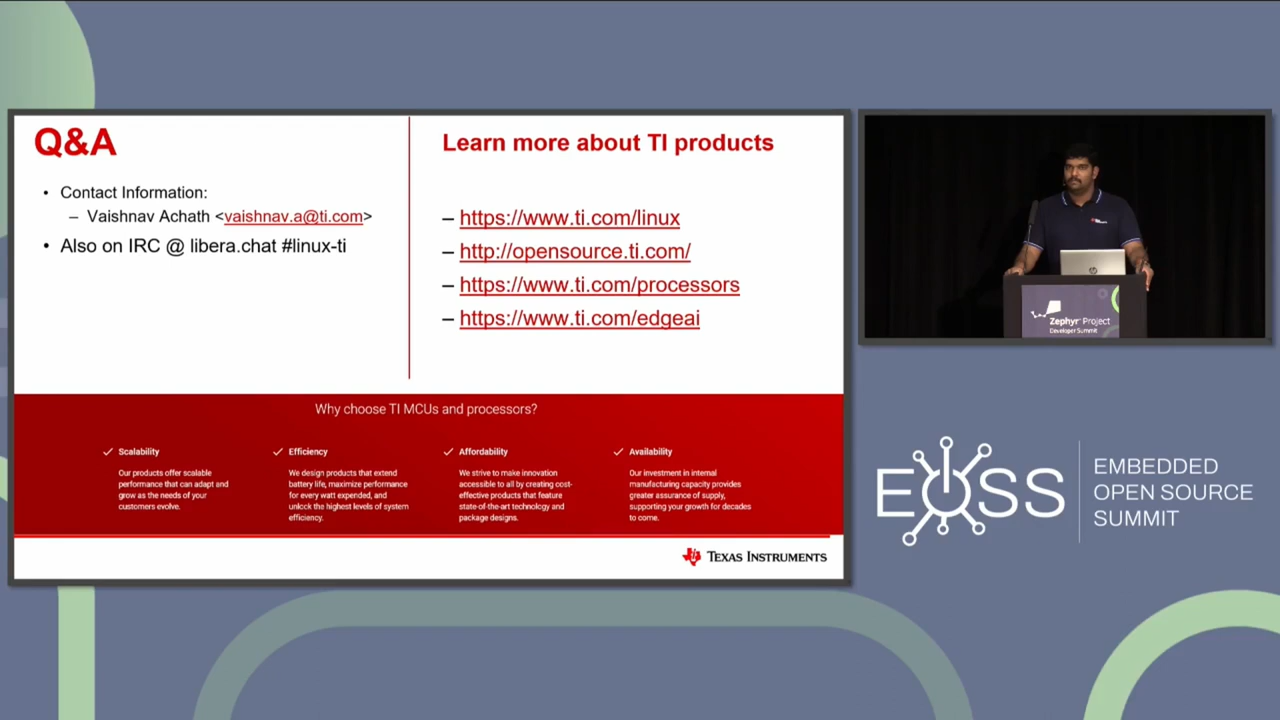 Q&A
• Contact Information:
– Vaishnav Achath <vaishnav.a@ti.com>
• Also on IRC @ libera.chat #linux-ti
Learn more about TI products
– https://www.ti.com/linux
– http://opensource.ti.com/
– https://www.ti.com/processors
– https://www.ti.com/edgeai
Why choose TI MCUs and processors?
Scalability
Our products offer scalable
performance that can adapt and
grow as the needs of your
customers evolve.
Efficiency
We design products that extend
battery life, maximize performance
for every watt expended, and
unlock the highest levels of system
efficiency.
Affordability
We strive to make innovation
accessible to all by creating cost-
effective products that feature
state-of-the-art technology and
package designs.
Availability
Our investment in internal
manufacturing capacity provides
greater assurance of supply,
supporting your growth for decades
to come.
TEXAS INSTRUMENTS
Zephyr® Project
Developer Summit
EOSS
EMBEDDED
OPEN SOURCE
SUMMIT